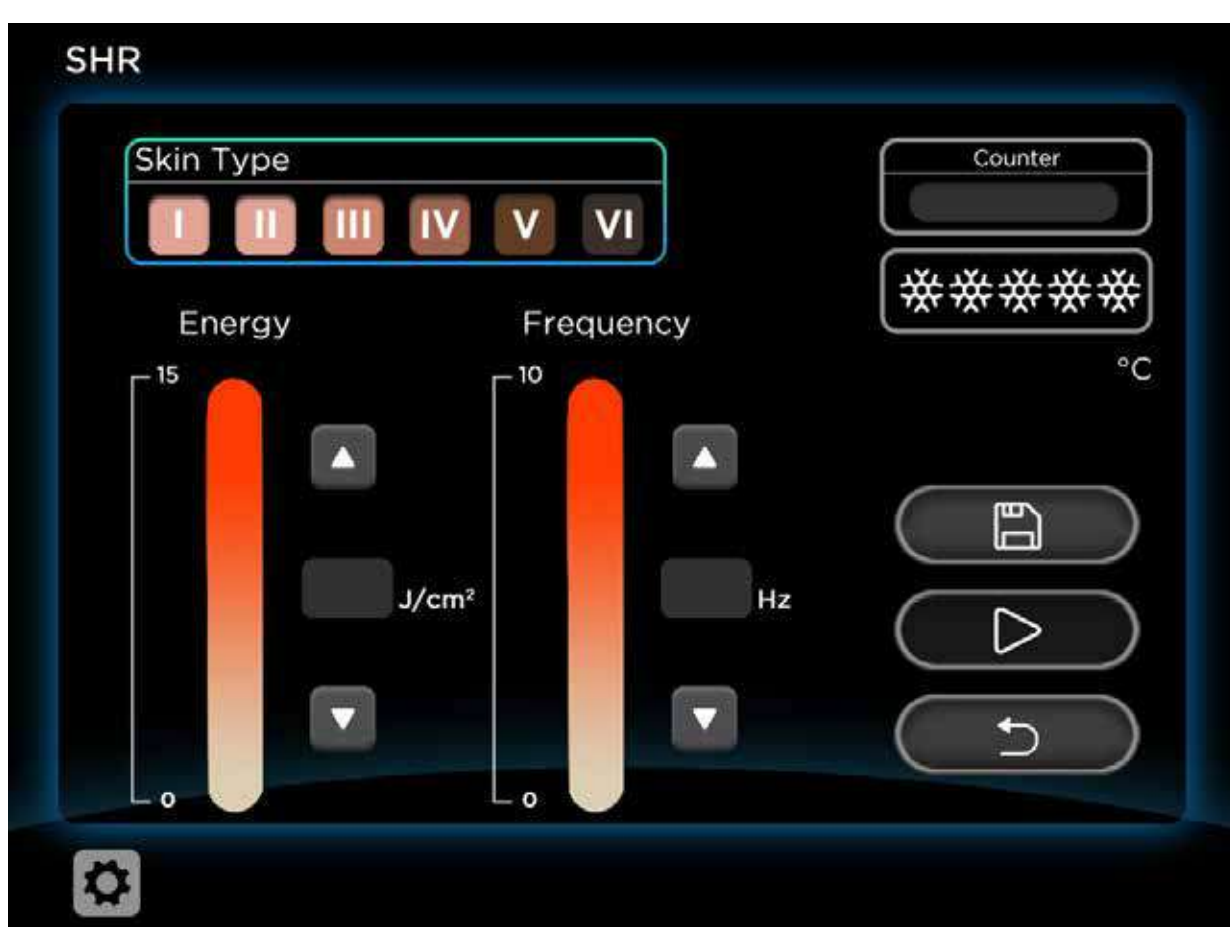 SHR
Skin Type
I II III IV V VI
Counter
Energy
Frequency
°C
15
10
J/cm²
Hz
0
0